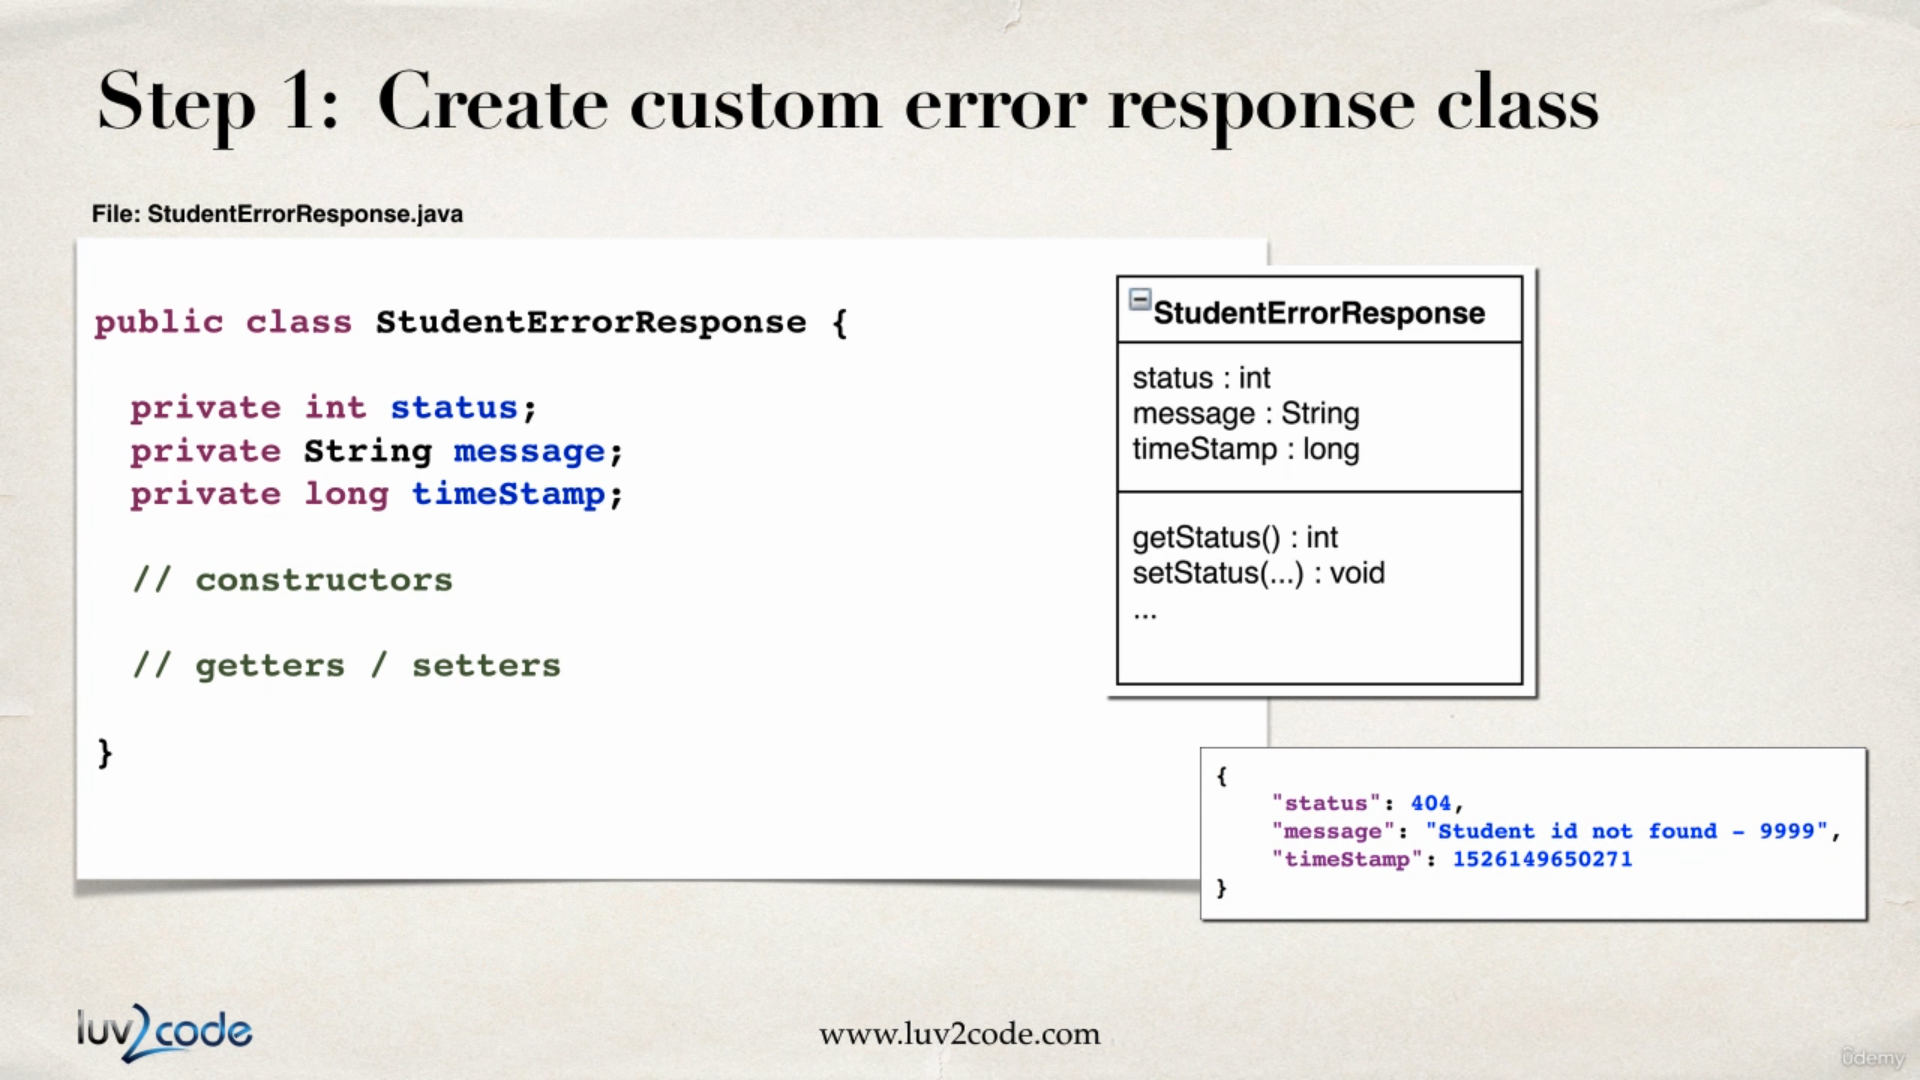 Step 1: Create custom error response class
File: StudentErrorResponse.java
public class StudentErrorResponse {
private int status;
private String message;
private long timeStamp;
// constructors
// getters / setters
}
StudentErrorResponse
status : int
message : String
timeStamp : long
getStatus() : int
setStatus(...) : void
...
{
"status": 404,
"message": "Student id not found - 9999",
"timeStamp": 1526149650271
}
luv2code
www.luv2code.com
ûdemy